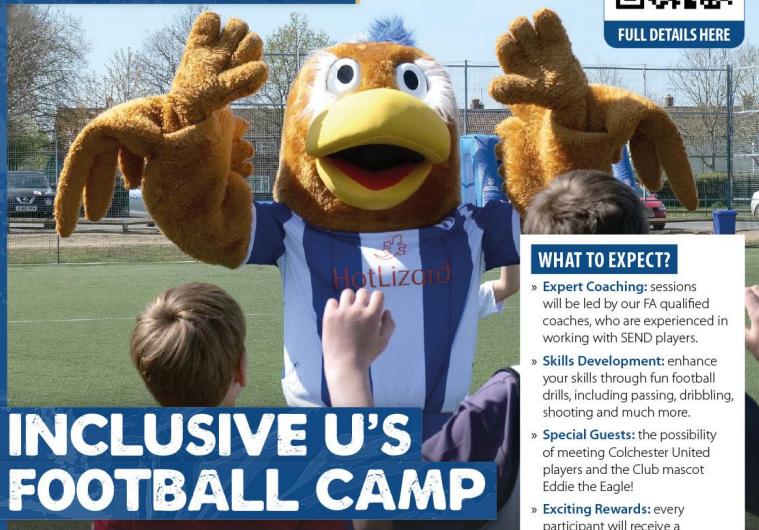 FULL DETAILS HERE
HotLizard
WHAT TO EXPECT?
» Expert Coaching: sessions
will be led by our FA qualified
coaches, who are experienced in
working with SEND players.
» Skills Development: enhance
your skills through fun football
drills, including passing, dribbling,
shooting and much more.
» Special Guests: the possibility
of meeting Colchester United
players and the Club mascot
Eddie the Eagle!
» Exciting Rewards: every
participant will receive a
INCLUSIVE U'S
FOOTBALL CAMP